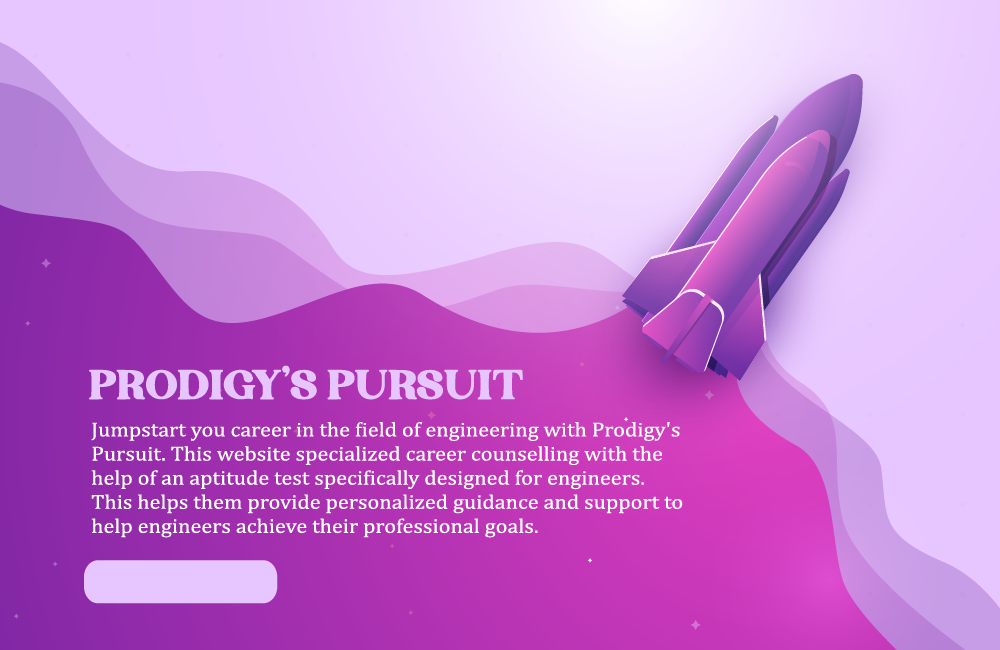 PRODIGY'S PURSUIT
Jumpstart you career in the field of engineering with Prodigy's
Pursuit. This website specialized career counselling with the
help of an aptitude test specifically designed for engineers.
This helps them provide personalized guidance and support to
help engineers achieve their professional goals.